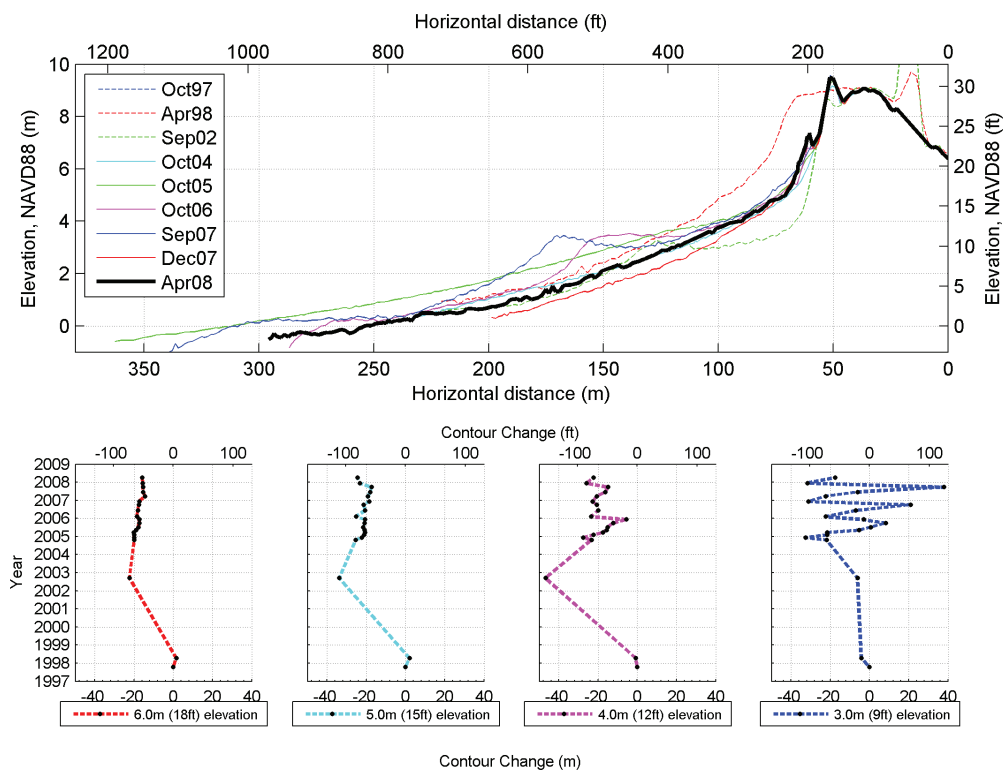 Horizontal distance (ft)
1200 1000 800 600 400 200 0
10
8
6
4
2
0
Elevation, NAVD88 (m)
30
25
20
15
10
5
0
Elevation, NAVD88 (ft)
Oct97
Apr98
Sep02
Oct04
Oct05
Oct06
Sep07
Dec07
Apr08
350 300 250 200 150 100 50 0
Horizontal distance (m)
Contour Change (ft)
-100 0 100 -100 0 100 -100 0 100 -100 0 100
2009
2008
2007
2006
2005
2004
2003
2002
2001
2000
1999
1998
1997
Year
-40 -20 0 20 40 -20 0 20 40 -20 0 20 40 -20 0 20 40
6.0m (18ft) elevation 5.0m (15ft) elevation 4.0m (12ft) elevation 3.0m (9ft) elevation
Contour Change (m)